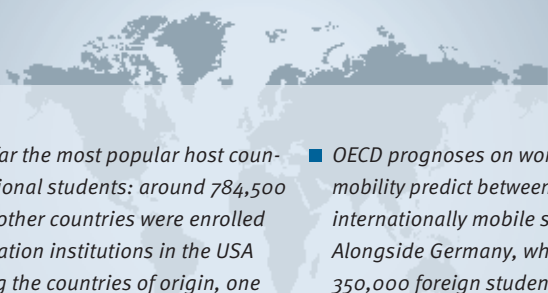 far the most popular host coun-
ional students: around 784,500
other countries were enrolled
ation institutions in the USA
g the countries of origin, one
OECD prognoses on wor
mobility predict between
internationally mobile s
Alongside Germany, wh
350,000 foreign studen